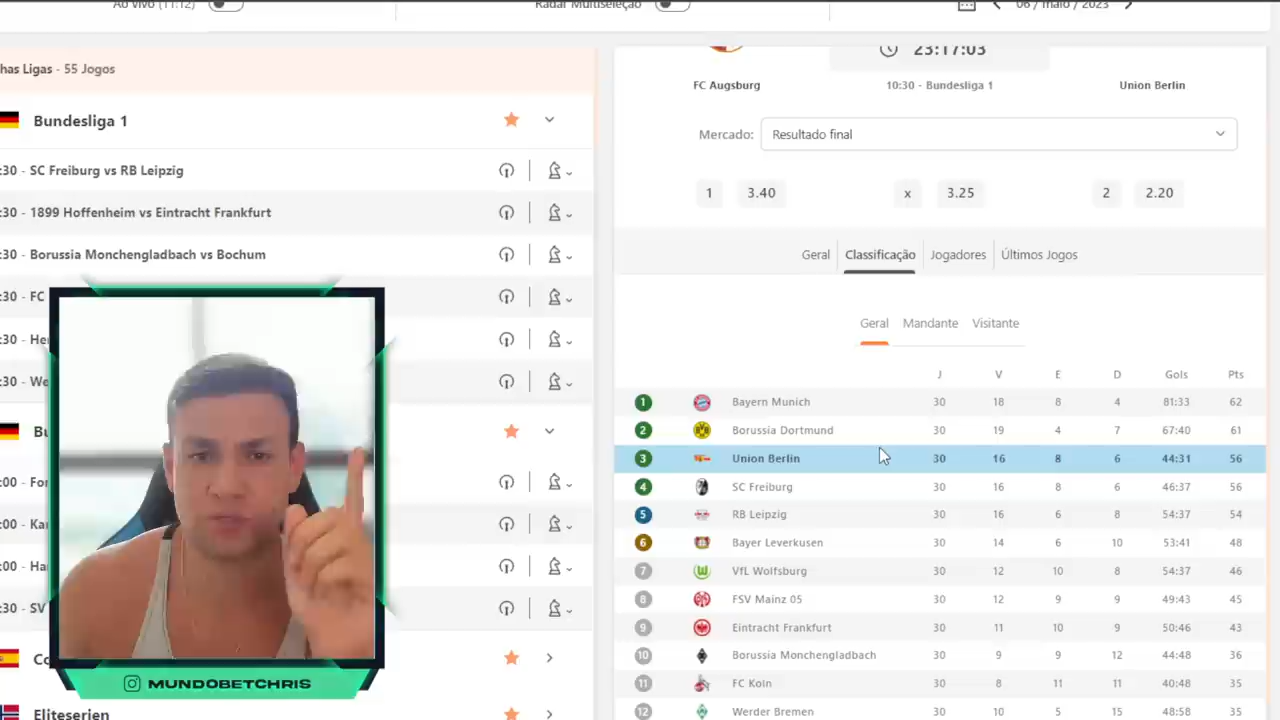 Ao vivo (11:12)
Radar Multiseleção
06 / maio / 2023
has Ligas - 55 Jogos
Bundesliga 1
:30 - SC Freiburg vs RB Leipzig
:30 - 1899 Hoffenheim vs Eintracht Frankfurt
:30 - Borussia Monchengladbach vs Bochum
:30 - FC
:30 - Her
:30 - We
Bu
:00 - For
:00 - Kar
:00 - Ha
:30 - SV
Co
Eliteserien
MUNDOBETCHRIS
23:17:03
FC Augsburg
10:30 - Bundesliga 1
Union Berlin
Mercado:
Resultado final
1 3.40 x 3.25 2 2.20
Geral Classificação Jogadores Últimos Jogos
Geral Mandante Visitante
J V E D Gols Pts
1 Bayern Munich 30 18 8 4 81:33 62
2 Borussia Dortmund 30 19 4 7 67:40 61
3 Union Berlin 30 16 8 6 44:31 56
4 SC Freiburg 30 16 8 6 46:37 56
5 RB Leipzig 30 16 6 8 54:37 54
6 Bayer Leverkusen 30 14 6 10 53:41 48
7 VfL Wolfsburg 30 12 10 8 54:37 46
8 FSV Mainz 05 30 12 9 9 49:43 45
9 Eintracht Frankfurt 30 11 10 9 50:46 43
10 Borussia Monchengladbach 30 9 9 12 44:48 36
11 FC Koln 30 8 11 11 40:48 35
12 Werder Bremen 30 10 5 15 48:58 35